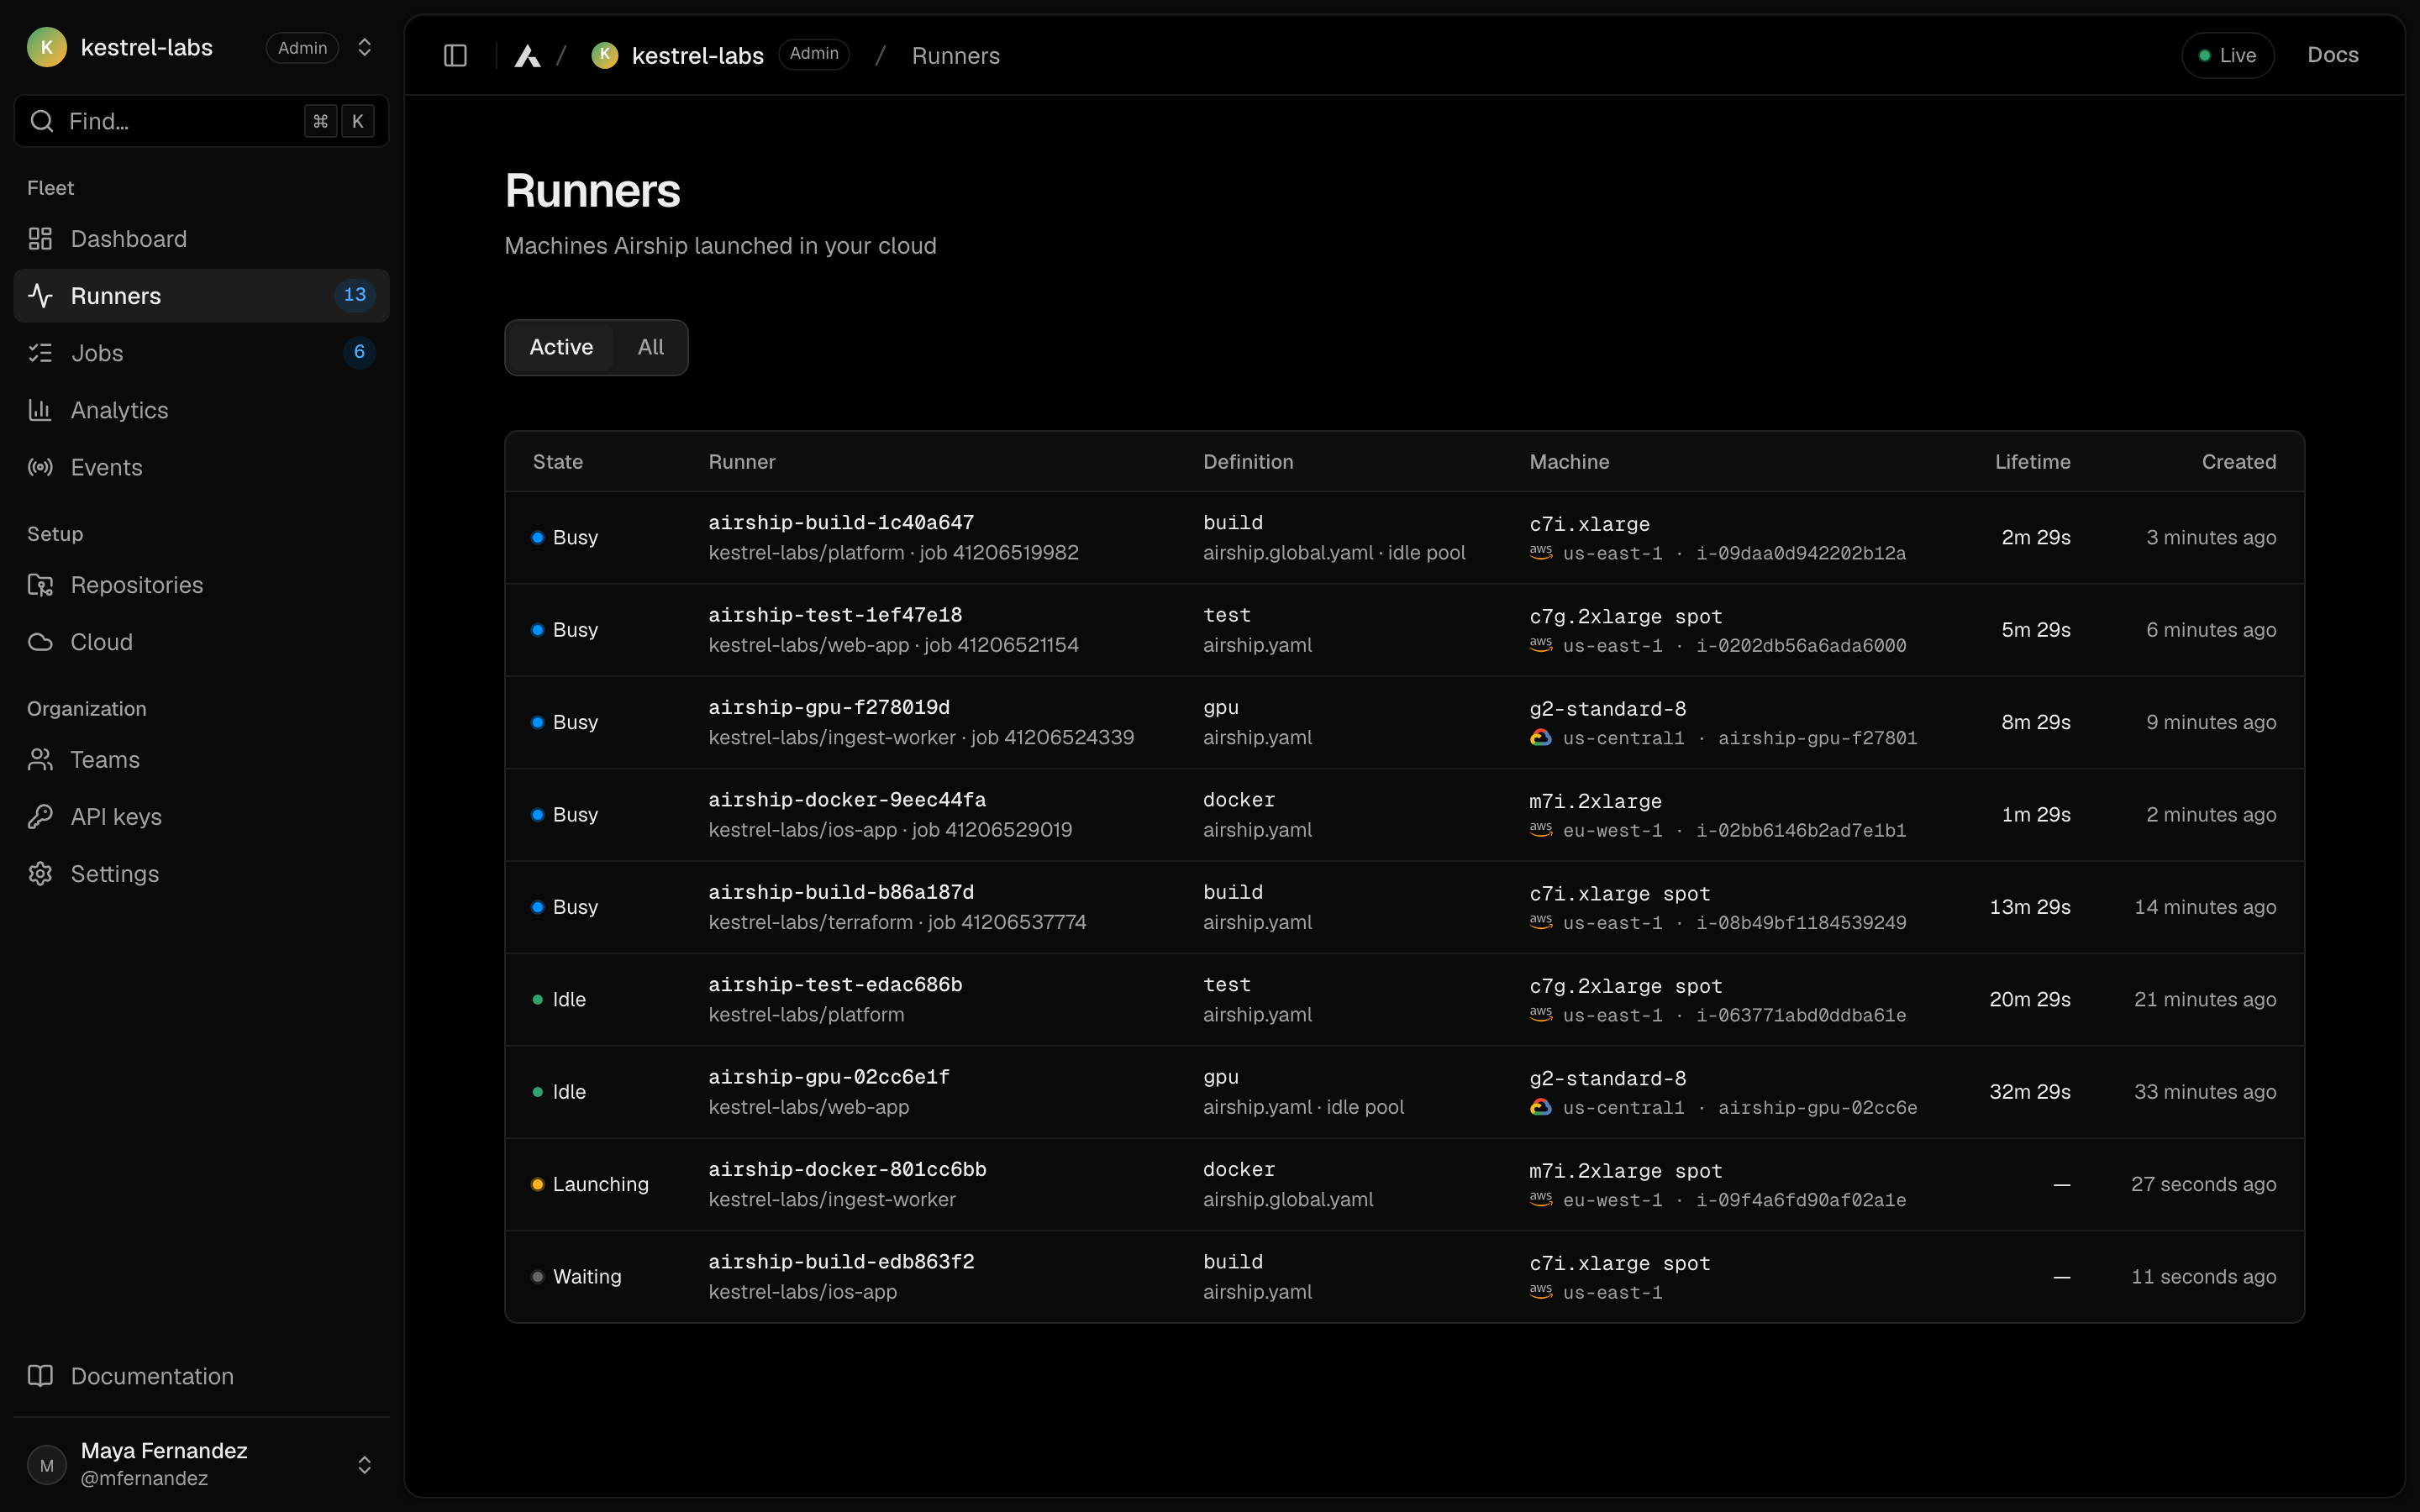 K kestrel-labs Admin
Find... ⌘ K
Fleet
Dashboard
Runners 13
Jobs 6
Analytics
Events
Setup
Repositories
Cloud
Organization
Teams
API keys
Settings
Documentation
M Maya Fernandez
@mfernandez
/ K kestrel-labs Admin / Runners
Live Docs
Runners
Machines Airship launched in your cloud
Active All
State Runner Definition Machine Lifetime Created
Busy airship-build-1c40a647 build c7i.xlarge 2m 29s 3 minutes ago
kestrel-labs/platform · job 41206519982 airship.global.yaml · idle pool aws us-east-1 · i-09daa0d942202b12a
Busy airship-test-1ef47e18 test c7g.2xlarge spot 5m 29s 6 minutes ago
kestrel-labs/web-app · job 41206521154 airship.yaml aws us-east-1 · i-0202db56a6ada6000
Busy airship-gpu-f278019d gpu g2-standard-8 8m 29s 9 minutes ago
kestrel-labs/ingest-worker · job 41206524339 airship.yaml us-central1 · airship-gpu-f27801
Busy airship-docker-9eec44fa docker m7i.2xlarge 1m 29s 2 minutes ago
kestrel-labs/ios-app · job 41206529019 airship.yaml aws eu-west-1 · i-02bb6146b2ad7e1b1
Busy airship-build-b86a187d build c7i.xlarge spot 13m 29s 14 minutes ago
kestrel-labs/terraform · job 41206537774 airship.yaml aws us-east-1 · i-08b49bf1184539249
Idle airship-test-edac686b test c7g.2xlarge spot 20m 29s 21 minutes ago
kestrel-labs/platform airship.yaml aws us-east-1 · i-063771abd0ddba61e
Idle airship-gpu-02cc6e1f gpu g2-standard-8 32m 29s 33 minutes ago
kestrel-labs/web-app airship.yaml · idle pool us-central1 · airship-gpu-02cc6e
Launching airship-docker-801cc6bb docker m7i.2xlarge spot — 27 seconds ago
kestrel-labs/ingest-worker airship.global.yaml aws eu-west-1 · i-09f4a6fd90af02a1e
Waiting airship-build-edb863f2 build c7i.xlarge spot — 11 seconds ago
kestrel-labs/ios-app airship.yaml aws us-east-1